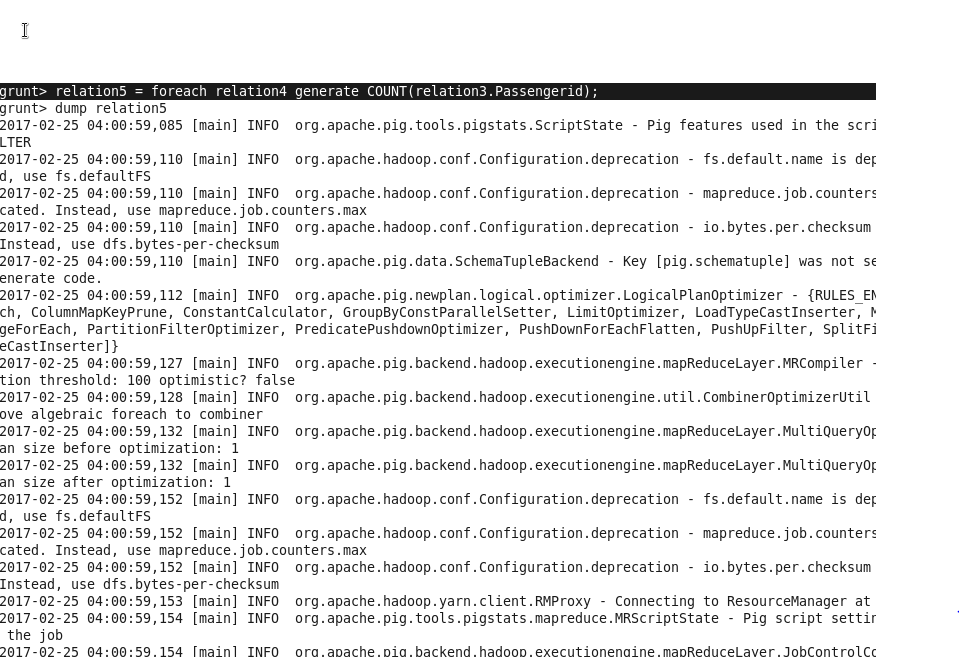 grunt> relation5 = foreach relation4 generate COUNT(relation3.Passengerid);
grunt> dump relation5
2017-02-25 04:00:59,085 [main] INFO  org.apache.pig.tools.pigstats.ScriptState - Pig features used in the scri
LTER
2017-02-25 04:00:59,110 [main] INFO  org.apache.hadoop.conf.Configuration.deprecation - fs.default.name is dep
d, use fs.defaultFS
2017-02-25 04:00:59,110 [main] INFO  org.apache.hadoop.conf.Configuration.deprecation - mapreduce.job.counters
cated. Instead, use mapreduce.job.counters.max
2017-02-25 04:00:59,110 [main] INFO  org.apache.hadoop.conf.Configuration.deprecation - io.bytes.per.checksum
Instead, use dfs.bytes-per-checksum
2017-02-25 04:00:59,110 [main] INFO  org.apache.pig.data.SchemaTupleBackend - Key [pig.schematuple] was not se
enerate code.
2017-02-25 04:00:59,112 [main] INFO  org.apache.pig.newplan.logical.optimizer.LogicalPlanOptimizer - {RULES_EN
ch, ColumnMapKeyPrune, ConstantCalculator, GroupByConstParallelSetter, LimitOptimizer, LoadTypeCastInserter, M
geForEach, PartitionFilterOptimizer, PredicatePushdownOptimizer, PushDownForEachFlatten, PushUpFilter, SplitFi
eCastInserter]}
2017-02-25 04:00:59,127 [main] INFO  org.apache.pig.backend.hadoop.executionengine.mapReduceLayer.MRCompiler -
tion threshold: 100 optimistic? false
2017-02-25 04:00:59,128 [main] INFO  org.apache.pig.backend.hadoop.executionengine.util.CombinerOptimizerUtil
ove algebraic foreach to combiner
2017-02-25 04:00:59,132 [main] INFO  org.apache.pig.backend.hadoop.executionengine.mapReduceLayer.MultiQueryOp
an size before optimization: 1
2017-02-25 04:00:59,132 [main] INFO  org.apache.pig.backend.hadoop.executionengine.mapReduceLayer.MultiQueryOp
an size after optimization: 1
2017-02-25 04:00:59,152 [main] INFO  org.apache.hadoop.conf.Configuration.deprecation - fs.default.name is dep
d, use fs.defaultFS
2017-02-25 04:00:59,152 [main] INFO  org.apache.hadoop.conf.Configuration.deprecation - mapreduce.job.counters
cated. Instead, use mapreduce.job.counters.max
2017-02-25 04:00:59,152 [main] INFO  org.apache.hadoop.conf.Configuration.deprecation - io.bytes.per.checksum
Instead, use dfs.bytes-per-checksum
2017-02-25 04:00:59,153 [main] INFO  org.apache.hadoop.yarn.client.RMProxy - Connecting to ResourceManager at
2017-02-25 04:00:59,154 [main] INFO  org.apache.pig.tools.pigstats.mapreduce.MRScriptState - Pig script settin
the job
2017-02-25 04:00:59,154 [main] INFO  org.apache.pig.backend.hadoop.executionengine.mapReduceLayer.JobControlCo